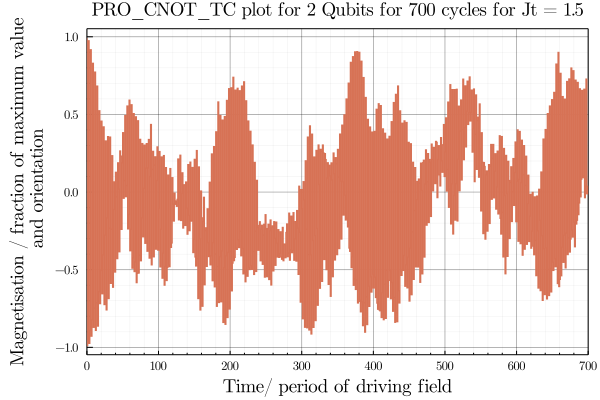 PRO_CNOT_TC plot for 2 Qubits for 700 cycles for Jt = 1.5
Magnetisation / fraction of maximum value
and orientation
1.0
0.5
0.0
−0.5
−1.0
0 100 200 300 400 500 600 700
Time/ period of driving field